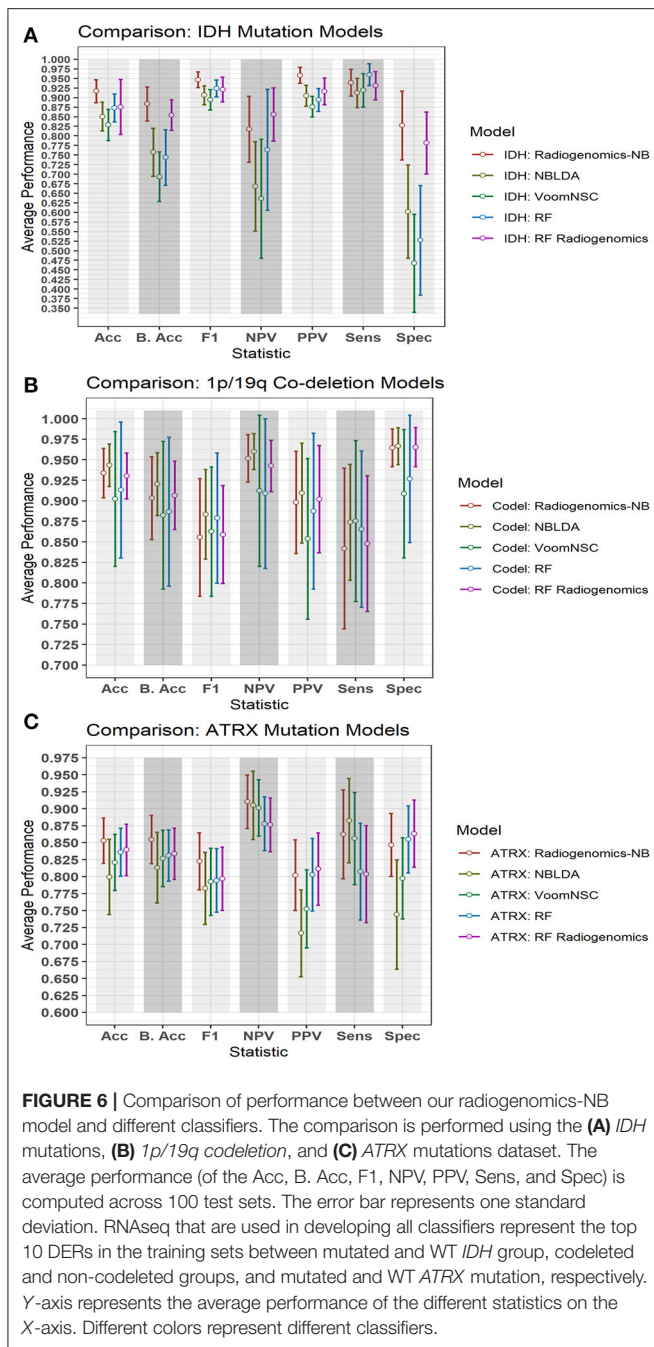 A
Comparison: IDH Mutation Models
Average Performance
1.000
0.975
0.950
0.925
0.900
0.875
0.850
0.825
0.800
0.775
0.750
0.725
0.700
0.675
0.650
0.625
0.600
0.575
0.550
0.525
0.500
0.475
0.450
0.425
0.400
0.375
0.350
Acc B. Acc F1 NPV PPV Sens Spec
Statistic
Model
IDH: Radiogenomics-NB
IDH: NBLDA
IDH: VoomNSC
IDH: RF
IDH: RF Radiogenomics
B
Comparison: 1p/19q Co-deletion Models
Average Performance
1.000
0.975
0.950
0.925
0.900
0.875
0.850
0.825
0.800
0.775
0.750
0.725
0.700
Acc B. Acc F1 NPV PPV Sens Spec
Statistic
Model
Codel: Radiogenomics-NB
Codel: NBLDA
Codel: VoomNSC
Codel: RF
Codel: RF Radiogenomics
C
Comparison: ATRX Mutation Models
Average Performance
0.975
0.950
0.925
0.900
0.875
0.850
0.825
0.800
0.775
0.750
0.725
0.700
0.675
0.650
0.625
0.600
Acc B. Acc F1 NPV PPV Sens Spec
Statistic
Model
ATRX: Radiogenomics-NB
ATRX: NBLDA
ATRX: VoomNSC
ATRX: RF
ATRX: RF Radiogenomics
FIGURE 6 | Comparison of performance between our radiogenomics-NB
model and different classifiers. The comparison is performed using the (A) IDH
mutations, (B) 1p/19q codeletion, and (C) ATRX mutations dataset. The
average performance (of the Acc, B. Acc, F1, NPV, PPV, Sens, and Spec) is
computed across 100 test sets. The error bar represents one standard
deviation. RNAseq that are used in developing all classifiers represent the top
10 DERs in the training sets between mutated and WT IDH group, codeleted
and non-codeleted groups, and mutated and WT ATRX mutation, respectively.
Y-axis represents the average performance of the different statistics on the
X-axis. Different colors represent different classifiers.